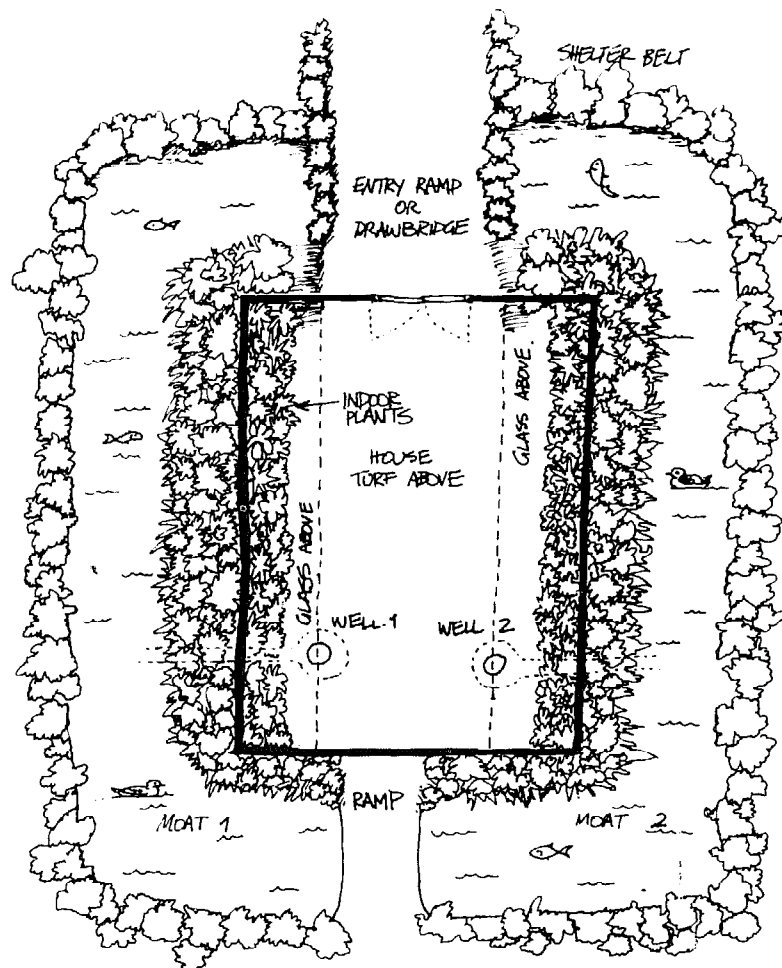 SHELTER BELT
ENTRY RAMP
OR
DRAWBRIDGE
INDOOR
PLANTS
GLASS ABOVE
HOUSE
TURF ABOVE
GLASS ABOVE
WELL 1
WELL 2
RAMP
MOAT 1
MOAT 2